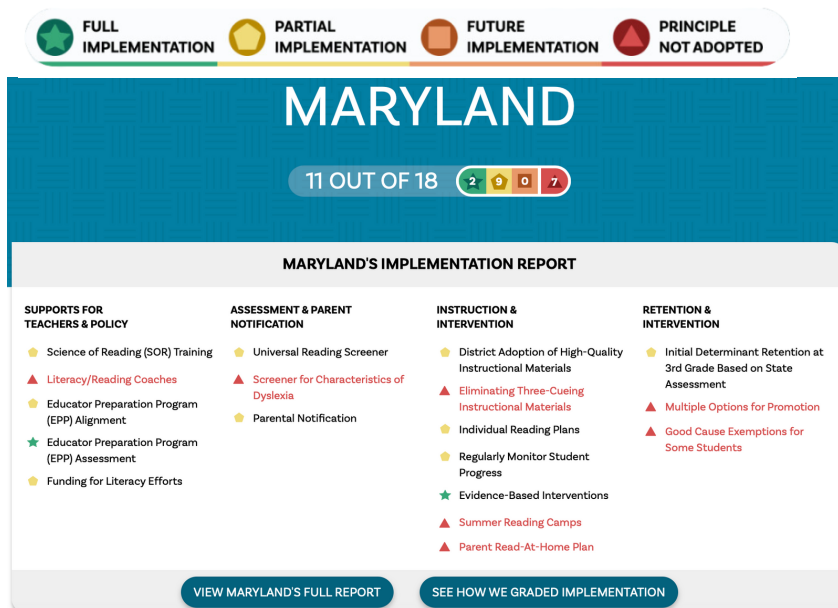 FULL
IMPLEMENTATION
PARTIAL
IMPLEMENTATION
FUTURE
IMPLEMENTATION
PRINCIPLE
NOT ADOPTED
MARYLAND
11 OUT OF 18 2 9 0 7
MARYLAND'S IMPLEMENTATION REPORT
SUPPORTS FOR
TEACHERS & POLICY
Science of Reading (SOR) Training
Literacy/Reading Coaches
Educator Preparation Program
(EPP) Alignment
Educator Preparation Program
(EPP) Assessment
Funding for Literacy Efforts
ASSESSMENT & PARENT
NOTIFICATION
Universal Reading Screener
Screener for Characteristics of
Dyslexia
Parental Notification
INSTRUCTION &
INTERVENTION
District Adoption of High-Quality
Instructional Materials
Eliminating Three-Cueing
Instructional Materials
Individual Reading Plans
Regularly Monitor Student
Progress
Evidence-Based Interventions
Summer Reading Camps
Parent Read-At-Home Plan
RETENTION &
INTERVENTION
Initial Determinant Retention at
3rd Grade Based on State
Assessment
Multiple Options for Promotion
Good Cause Exemptions for
Some Students
VIEW MARYLAND'S FULL REPORT
SEE HOW WE GRADED IMPLEMENTATION